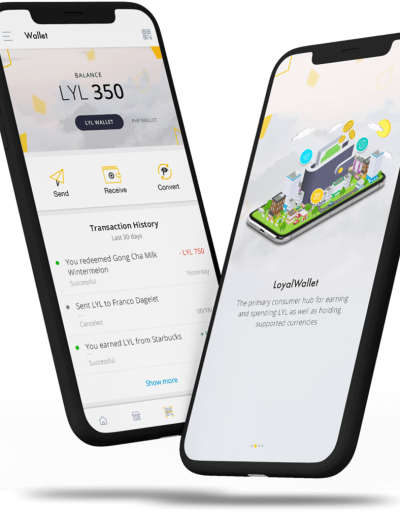 Wallet
BALANCE
LYL 350
LYL WALLET
PHP WALLET
Send
Receive
Convert
Transaction History
Last 30 days
You redeemed Gong Cha Milk
Wintermelon
- LYL 750
Successful
Yesterday
Sent LYL to Franco Dagelet
Canceled
You earned LYL from Starbucks
Successful
Show more
LoyalWallet
The primary consumer hub for earning
and spending LYL as well as holding
supported currencies